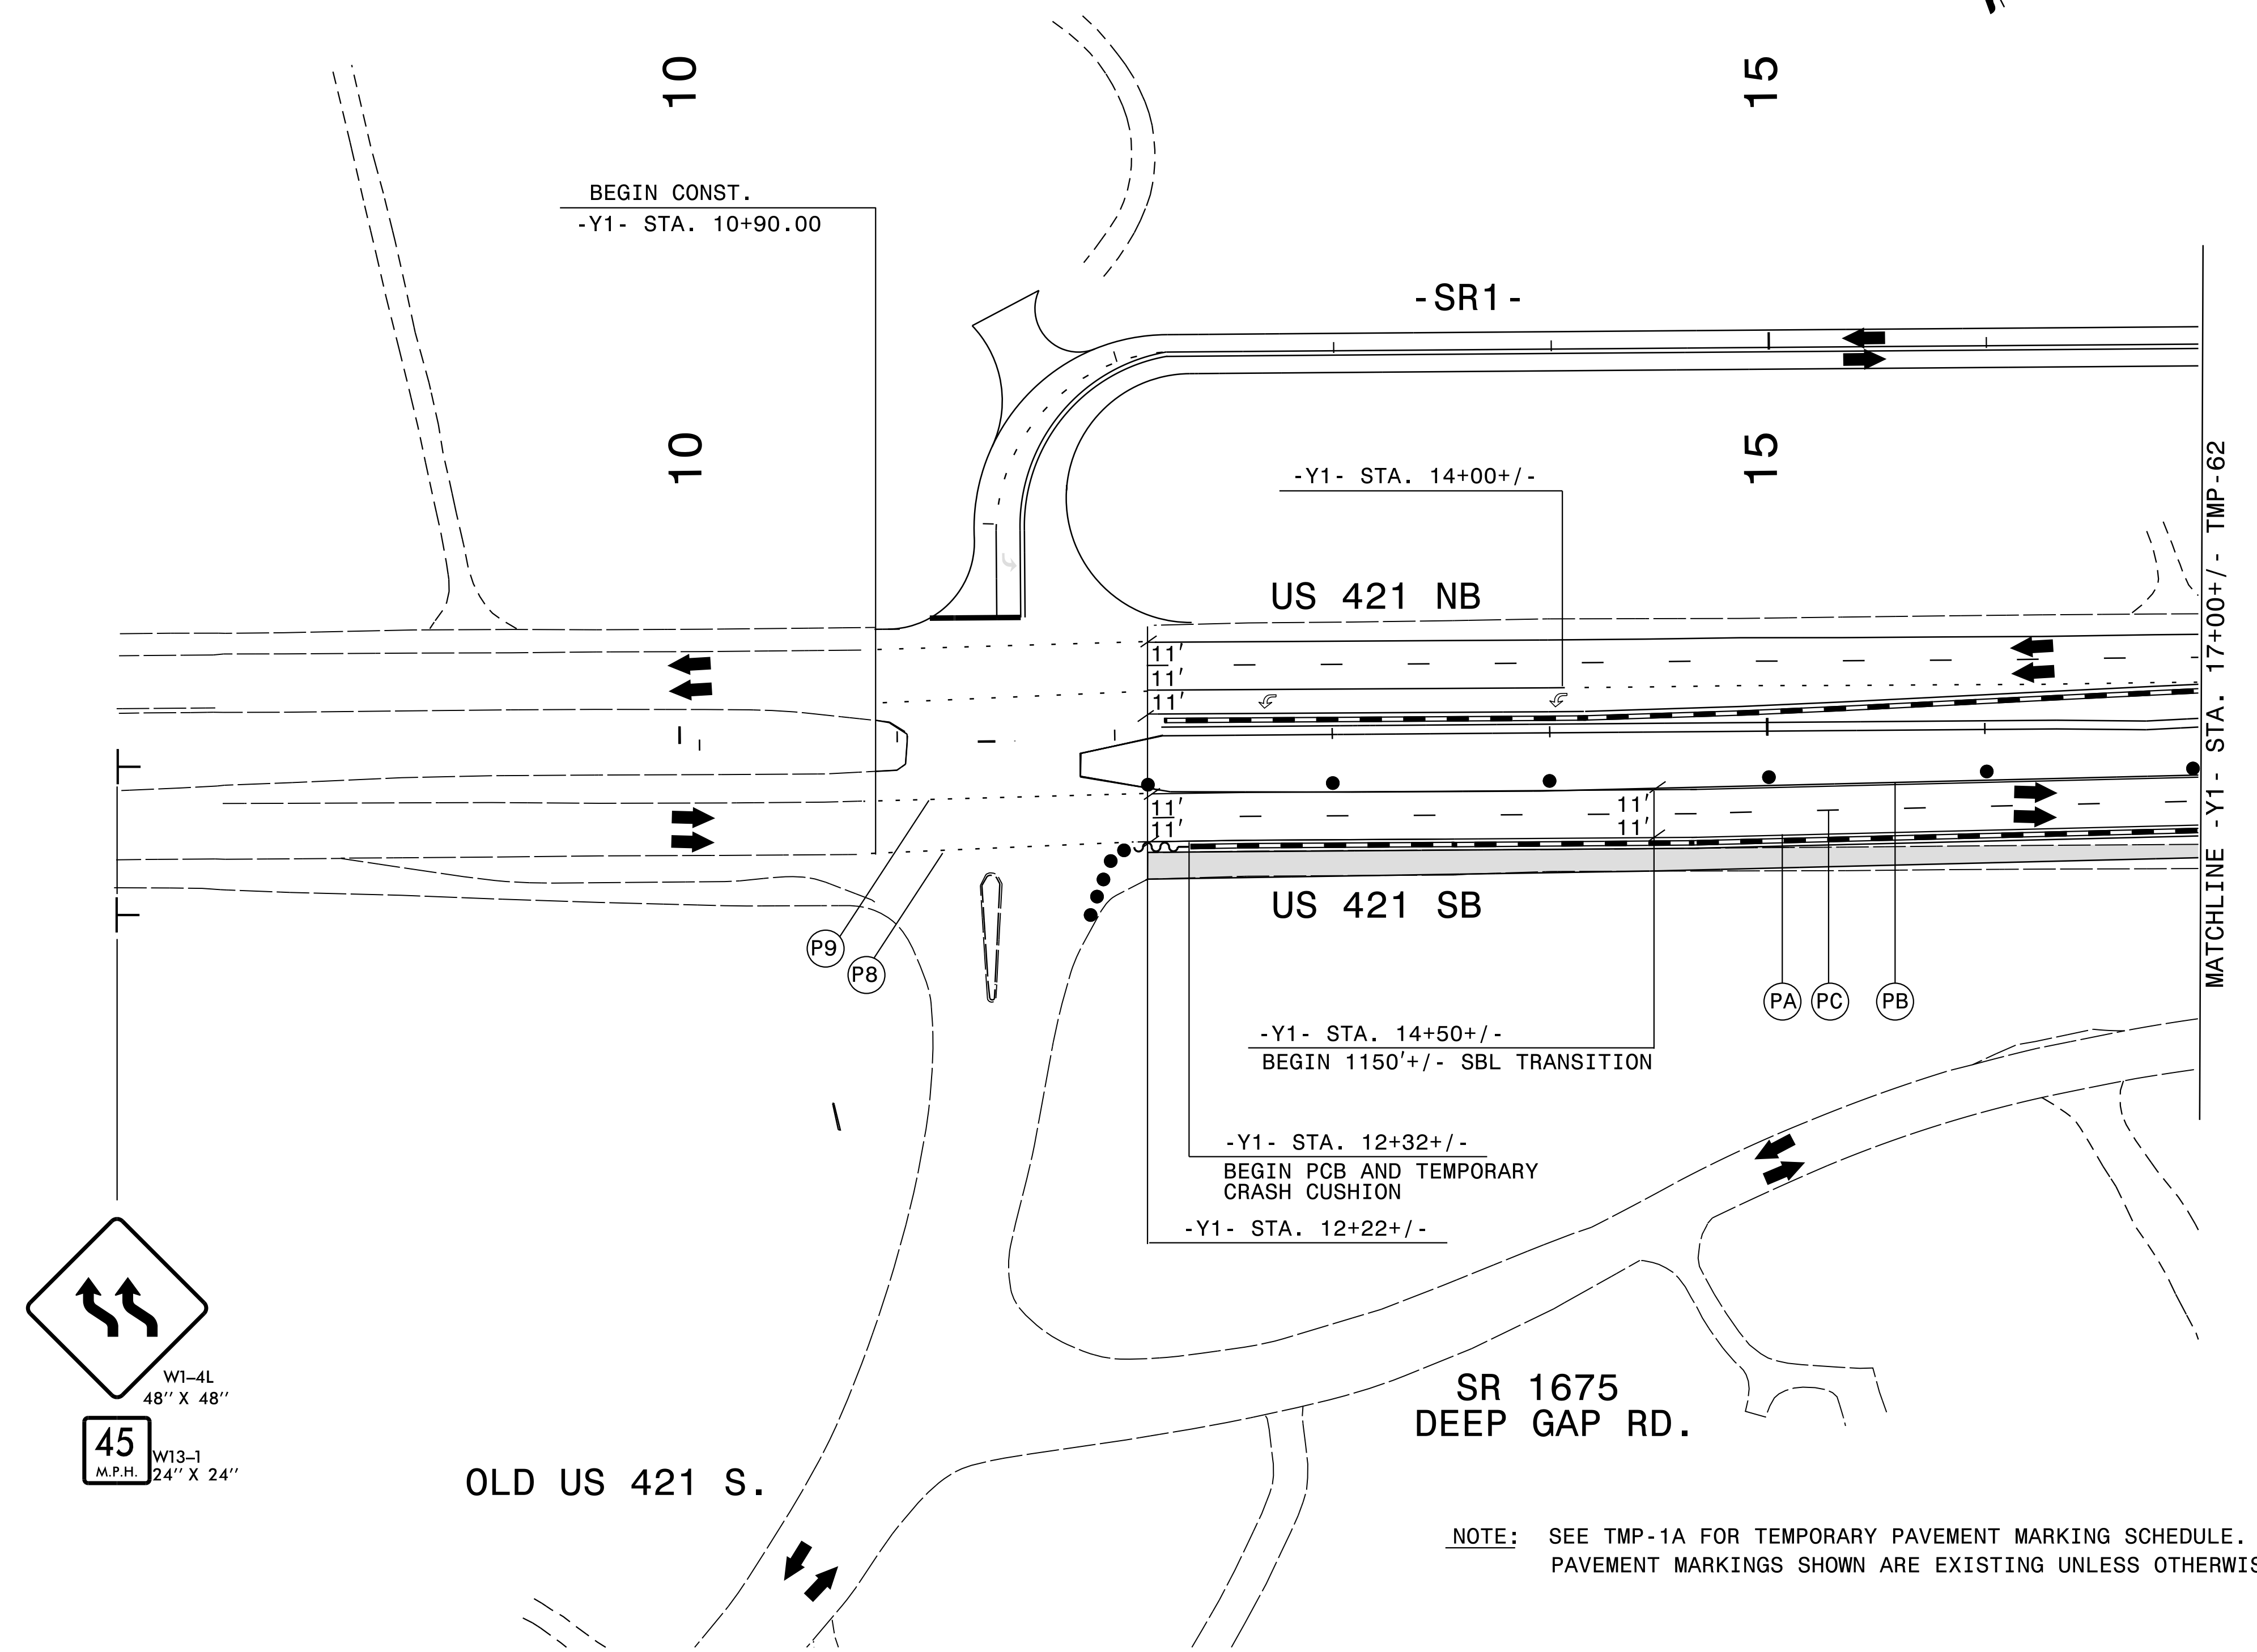 10
15
BEGIN CONST.
-Y1- STA. 10+90.00
-SR1-
10
15
-Y1- STA. 14+00+/-
US 421 NB
11'
11'
11'
11'
11'
11'
11'
US 421 SB
P9
P8
PA
PC
PB
MATCHLINE -Y1- STA. 17+00+/- TMP-62
-Y1- STA. 14+50+/-
BEGIN 1150'+/- SBL TRANSITION
-Y1- STA. 12+32+/-
BEGIN PCB AND TEMPORARY
CRASH CUSHION
-Y1- STA. 12+22+/-
W1-4L
48'' X 48''
45
M.P.H.
W13-1
24'' X 24''
SR 1675
DEEP GAP RD.
OLD US 421 S.
NOTE: SEE TMP-1A FOR TEMPORARY PAVEMENT MARKING SCHEDULE.
PAVEMENT MARKINGS SHOWN ARE EXISTING UNLESS OTHERWIS